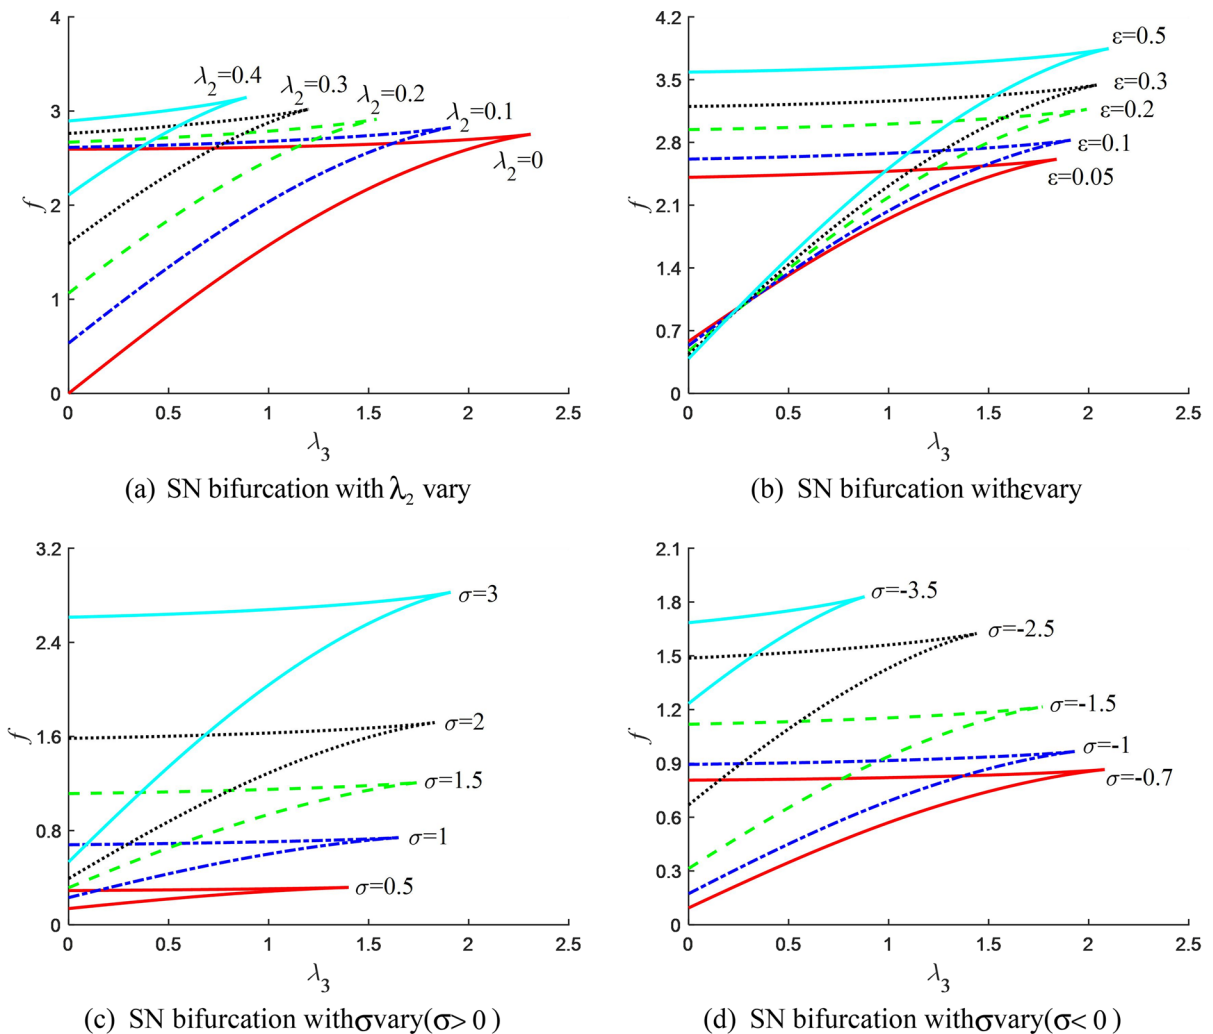 4
3
2
1
0
f
λ2=0.4
λ2=0.3
λ2=0.2
λ2=0.1
λ2=0
0 0.5 1 1.5 2 2.5
λ3
(a) SN bifurcation with λ2 vary
4.2
3.5
2.8
2.1
1.4
0.7
0
f
ε=0.5
ε=0.3
ε=0.2
ε=0.1
ε=0.05
0 0.5 1 1.5 2 2.5
λ3
(b) SN bifurcation withεvary
3.2
2.4
1.6
0.8
0
f
σ=3
σ=2
σ=1.5
σ=1
σ=0.5
0 0.5 1 1.5 2 2.5
λ3
(c) SN bifurcation withσvary(σ>0)
2.1
1.8
1.5
1.2
0.9
0.6
0.3
0
f
σ=-3.5
σ=-2.5
σ=-1.5
σ=-1
σ=-0.7
0 0.5 1 1.5 2 2.5
λ3
(d) SN bifurcation withσvary(σ<0)